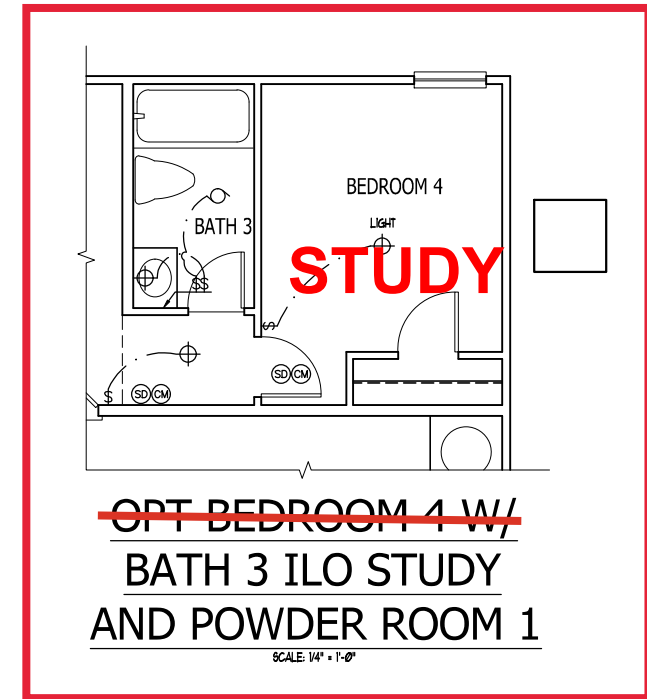 BEDROOM 4
LIGHT
BATH 3
STUDY
$$
S
SD CM
S
SD CM
OPT BEDROOM 4 W/
BATH 3 ILO STUDY
AND POWDER ROOM 1
SCALE: 1/4" = 1'-0"